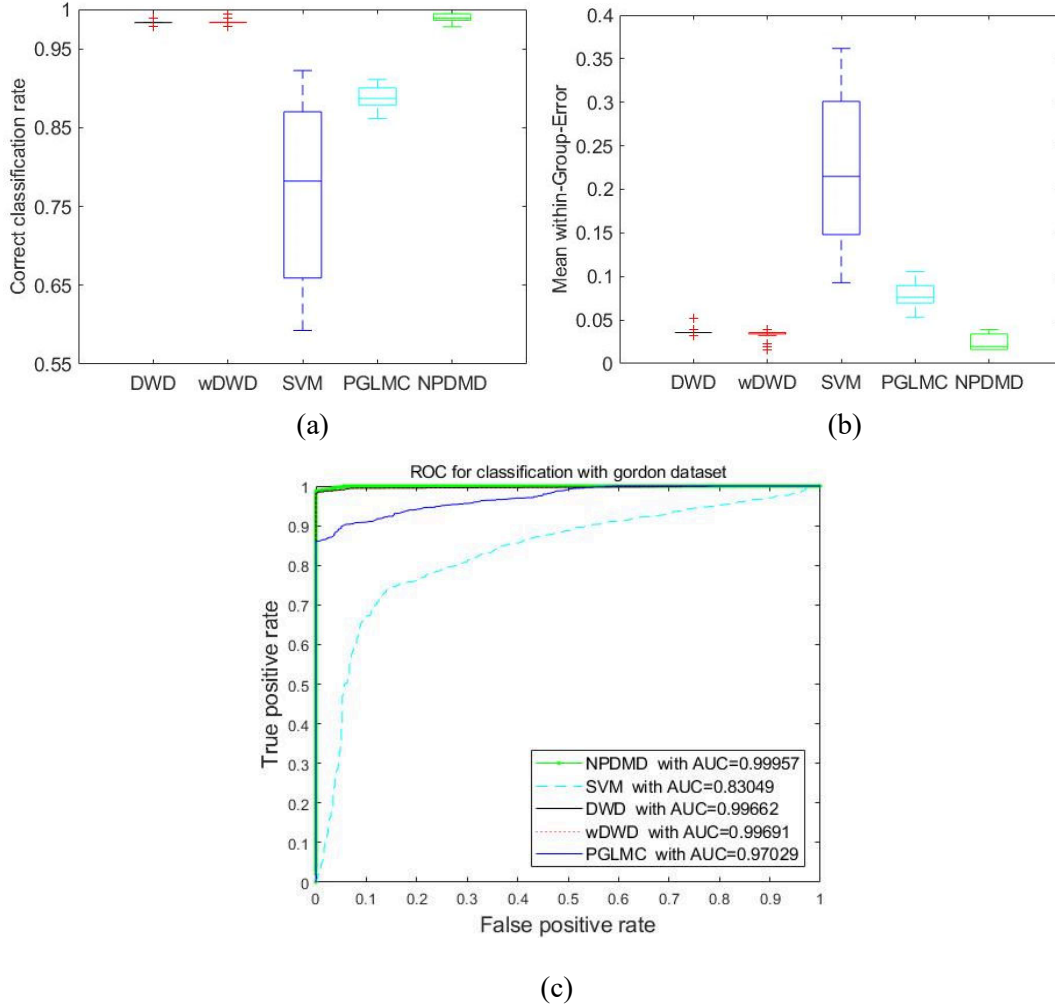 Correct classification rate
1
0.95
0.85
0.75
0.65
0.55
DWD wDWD SVM PGLMC NPDMD
(a)
Mean within-Group-Error
0.4
0.35
0.3
0.25
0.2
0.15
0.1
0.05
0
DWD wDWD SVM PGLMC NPDMD
(b)
ROC for classification with gordon dataset
True positive rate
1
0.9
0.8
0.7
0.6
0.5
0.4
0.3
0.2
0.1
0
NPDMD with AUC=0.99957
SVM with AUC=0.83049
DWD with AUC=0.99662
wDWD with AUC=0.99691
PGLMC with AUC=0.97029
0 0.1 0.2 0.3 0.4 0.5 0.6 0.7 0.8 0.9 1
False positive rate
(c)